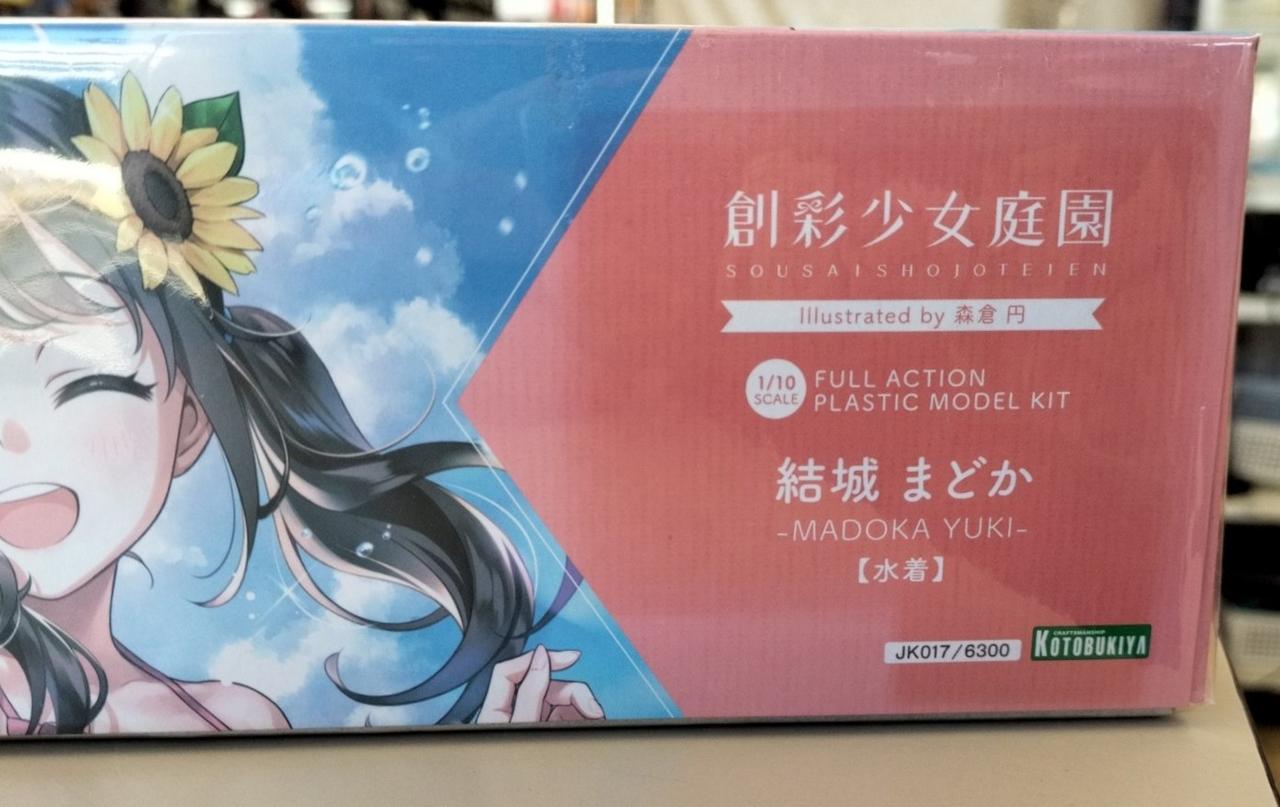 創彩少女庭園
SOUSAISHOJOTEIEN
Illustrated by 森倉 円
1/10
SCALE
FULL ACTION
PLASTIC MODEL KIT
結城 まどか
-MADOKA YUKI-
【水着】
JK017/6300
CRAFTSMANSHIP
KOTOBUKIYA